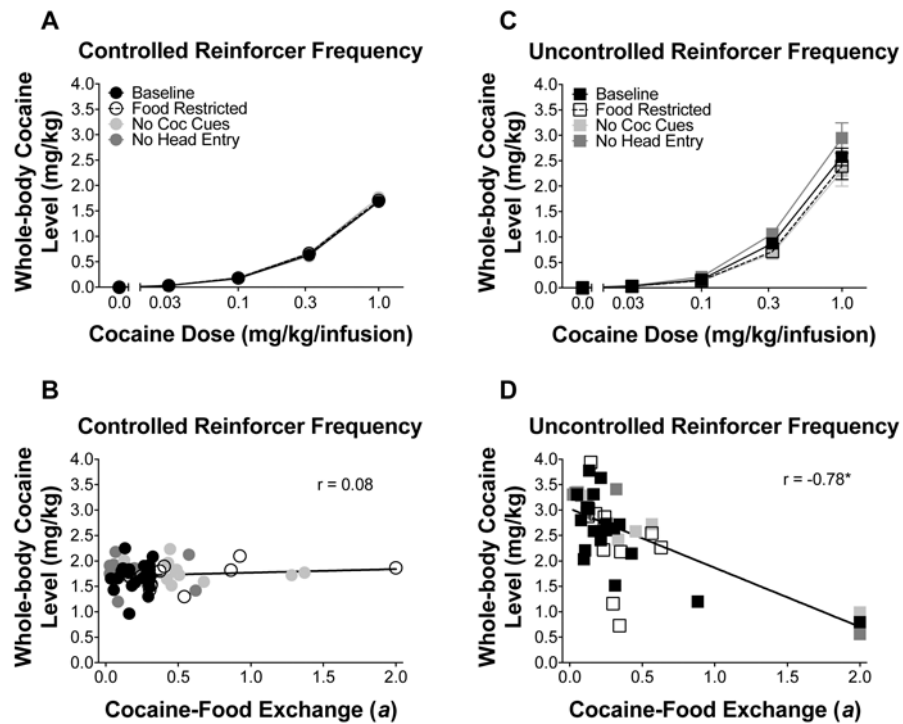 A
Controlled Reinforcer Frequency
Whole-body Cocaine
Level (mg/kg)
4.0
3.5
3.0
2.5
2.0
1.5
1.0
0.5
0.0
Baseline
Food Restricted
No Coc Cues
No Head Entry
0.0 0.03 0.1 0.3 1.0
Cocaine Dose (mg/kg/infusion)
C
Uncontrolled Reinforcer Frequency
Whole-body Cocaine
Level (mg/kg)
4.0
3.5
3.0
2.5
2.0
1.5
1.0
0.5
0.0
Baseline
Food Restricted
No Coc Cues
No Head Entry
0.0 0.03 0.1 0.3 1.0
Cocaine Dose (mg/kg/infusion)
B
Controlled Reinforcer Frequency
Whole-body Cocaine
Level (mg/kg)
4.0
3.5
3.0
2.5
2.0
1.5
1.0
0.5
0.0
r = 0.08
0.0 0.5 1.0 1.5 2.0
Cocaine-Food Exchange (a)
D
Uncontrolled Reinforcer Frequency
Whole-body Cocaine
Level (mg/kg)
4.0
3.5
3.0
2.5
2.0
1.5
1.0
0.5
0.0
r = -0.78*
0.0 0.5 1.0 1.5 2.0
Cocaine-Food Exchange (a)